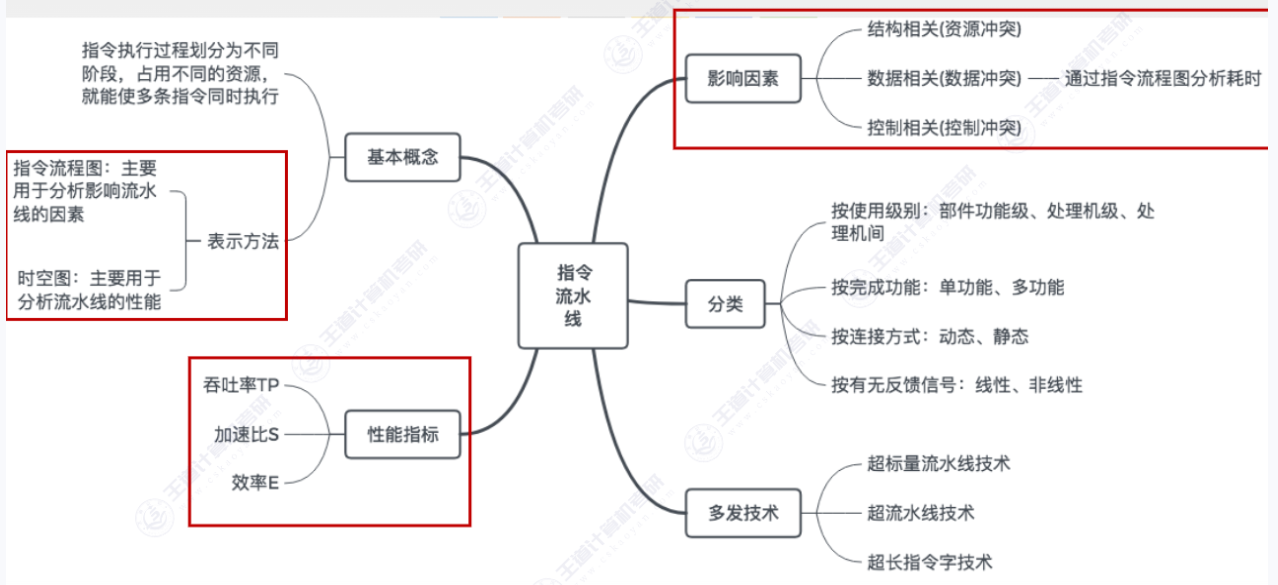 指令流水线
基本概念
指令执行过程划分为不同
阶段，占用不同的资源，
就能使多条指令同时执行
表示方法
指令流程图：主要
用于分析影响流水
线的因素
时空图：主要用于
分析流水线的性能
性能指标
吞吐率TP
加速比S
效率E
影响因素
结构相关(资源冲突)
数据相关(数据冲突)
通过指令流程图分析耗时
控制相关(控制冲突)
分类
按使用级别：部件功能级、处理机级、处
理机间
按完成功能：单功能、多功能
按连接方式：动态、静态
按有无反馈信号：线性、非线性
多发技术
超标量流水线技术
超流水线技术
超长指令字技术
王道计算机考研